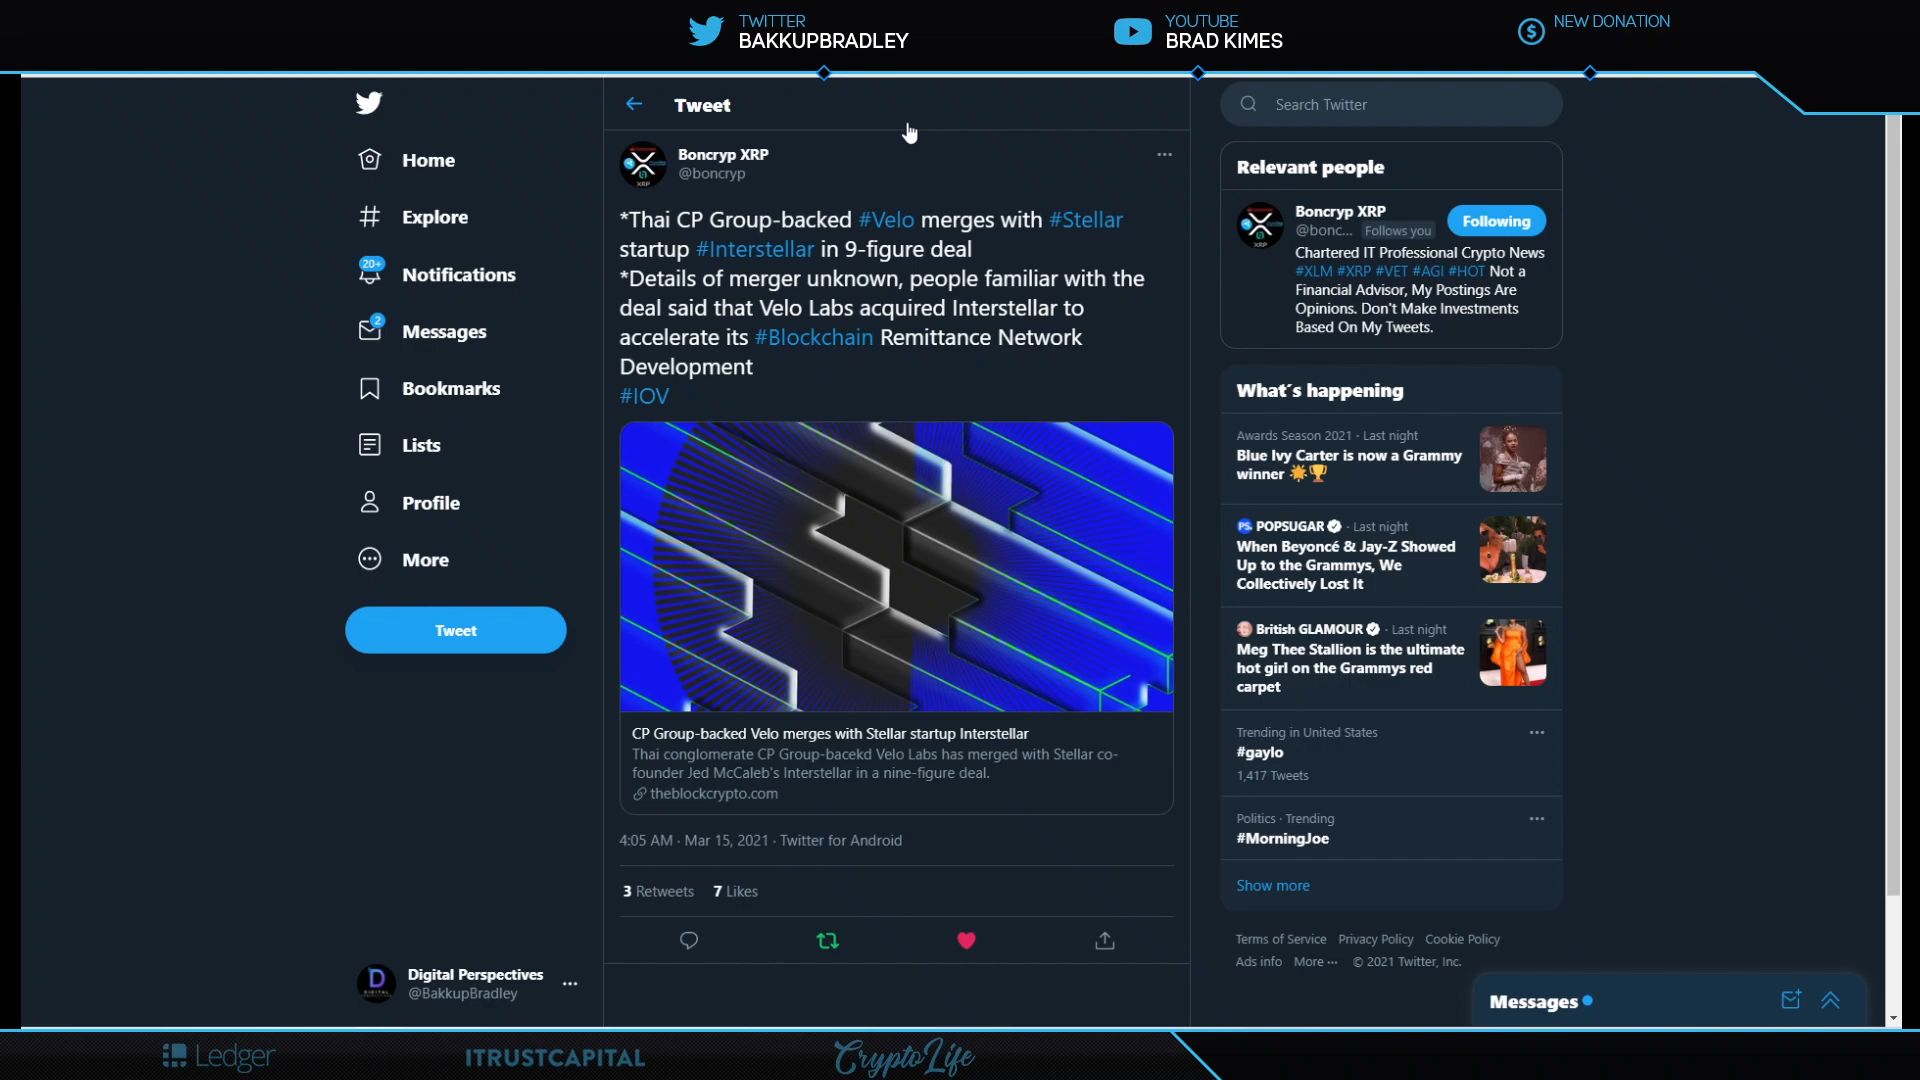 TWITTER
BAKKUPBRADLEY
YOUTUBE
BRAD KIMES
NEW DONATION
Home
Explore
20+
Notifications
2
Messages
Bookmarks
Lists
Profile
More
Tweet
Digital Perspectives
@BakkupBradley
Tweet
Boncryp XRP
@boncryp
*Thai CP Group-backed #Velo merges with #Stellar
startup #Interstellar in 9-figure deal
*Details of merger unknown, people familiar with the
deal said that Velo Labs acquired Interstellar to
accelerate its #Blockchain Remittance Network
Development
#IOV
CP Group-backed Velo merges with Stellar startup Interstellar
Thai conglomerate CP Group-bacekd Velo Labs has merged with Stellar co-
founder Jed McCaleb's Interstellar in a nine-figure deal.
theblockcrypto.com
4:05 AM · Mar 15, 2021 · Twitter for Android
3 Retweets 7 Likes
Search Twitter
Relevant people
Boncryp XRP
@bonc... Follows you
Following
Chartered IT Professional Crypto News
#XLM #XRP #VET #AGI #HOT Not a
Financial Advisor, My Postings Are
Opinions. Don't Make Investments
Based On My Tweets.
What's happening
Awards Season 2021 · Last night
Blue Ivy Carter is now a Grammy
winner
POPSUGAR · Last night
When Beyoncé & Jay-Z Showed
Up to the Grammys, We
Collectively Lost It
British GLAMOUR · Last night
Meg Thee Stallion is the ultimate
hot girl on the Grammys red
carpet
Trending in United States
#gaylo
1,417 Tweets
Politics · Trending
#MorningJoe
Show more
Terms of Service Privacy Policy Cookie Policy
Ads info More ··· © 2021 Twitter, Inc.
Messages
Ledger
ITRUSTCAPITAL
CryptoLife